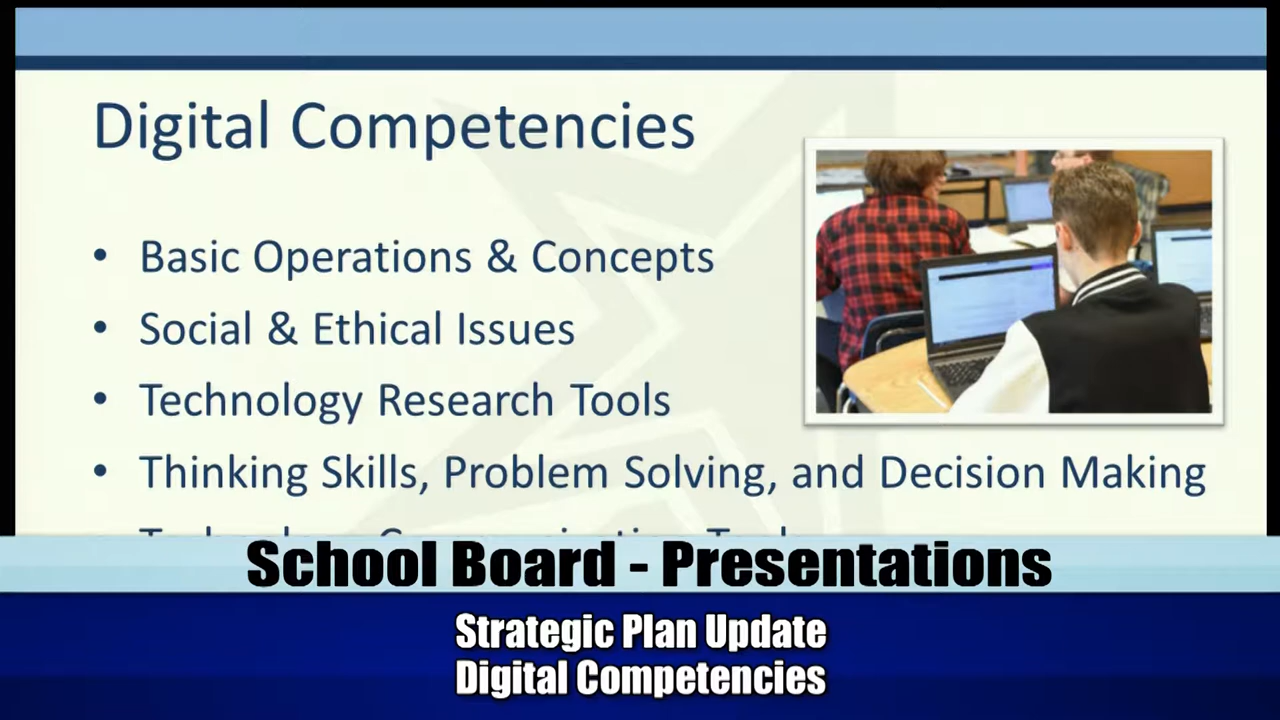 Digital Competencies
• Basic Operations & Concepts
• Social & Ethical Issues
• Technology Research Tools
• Thinking Skills, Problem Solving, and Decision Making
School Board - Presentations
Strategic Plan Update
Digital Competencies